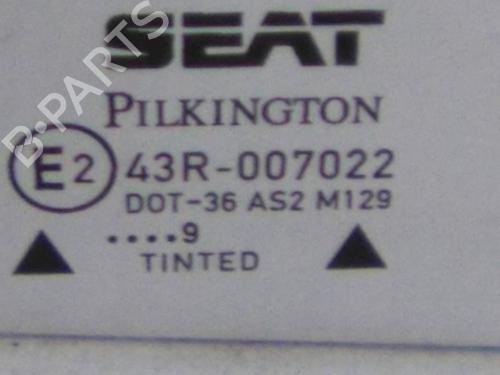 SEAT
PILKINGTON
E2 43R-007022
DOT-36 AS2 M129
....9
TINTED
B-PARTS